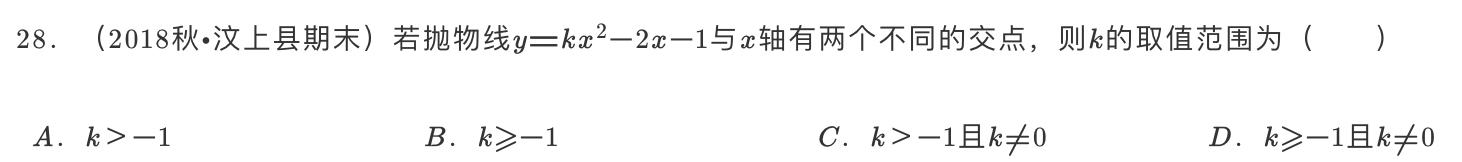 28. （2018秋•汶上县期末）若抛物线y=kx²−2x−1与x轴有两个不同的交点，则k的取值范围为（　　）
A. k>−1　B. k⩾−1　C. k>−1且k≠0　D. k⩾−1且k≠0